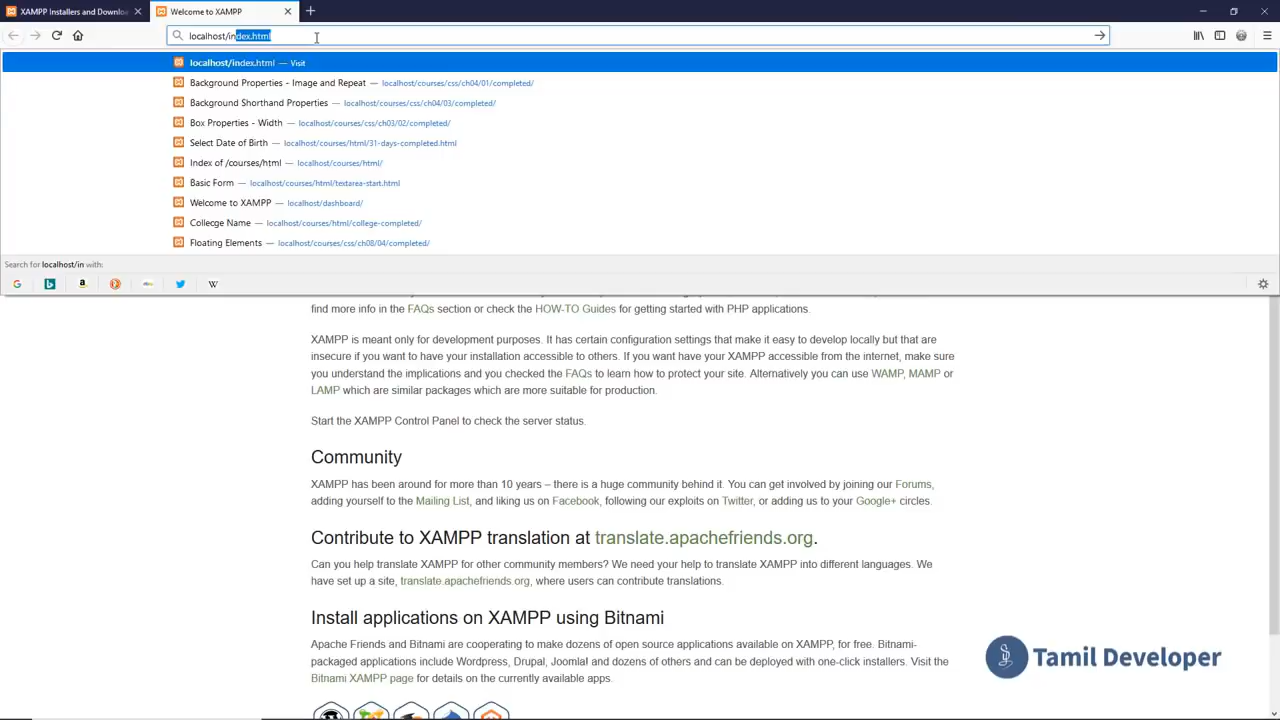 XAMPP Installers and Downloa
Welcome to XAMPP
localhost/index.html
localhost/index.html — Visit
Background Properties - Image and Repeat — localhost/courses/css/ch04/01/completed/
Background Shorthand Properties — localhost/courses/css/ch04/03/completed/
Box Properties - Width — localhost/courses/css/ch03/02/completed/
Select Date of Birth — localhost/courses/html/31-days-completed.html
Index of /courses/html — localhost/courses/html/
Basic Form — localhost/courses/html/textarea-start.html
Welcome to XAMPP — localhost/dashboard/
Collecge Name — localhost/courses/html/college-completed/
Floating Elements — localhost/courses/css/ch08/04/completed/
Search for localhost/in with:
find more info in the FAQs section or check the HOW-TO Guides for getting started with PHP applications.
XAMPP is meant only for development purposes. It has certain configuration settings that make it easy to develop locally but that are
insecure if you want to have your installation accessible to others. If you want have your XAMPP accessible from the internet, make sure
you understand the implications and you checked the FAQs to learn how to protect your site. Alternatively you can use WAMP, MAMP or
LAMP which are similar packages which are more suitable for production.
Start the XAMPP Control Panel to check the server status.
Community
XAMPP has been around for more than 10 years – there is a huge community behind it. You can get involved by joining our Forums,
adding yourself to the Mailing List, and liking us on Facebook, following our exploits on Twitter, or adding us to your Google+ circles.
Contribute to XAMPP translation at translate.apachefriends.org.
Can you help translate XAMPP for other community members? We need your help to translate XAMPP into different languages. We
have set up a site, translate.apachefriends.org, where users can contribute translations.
Install applications on XAMPP using Bitnami
Apache Friends and Bitnami are cooperating to make dozens of open source applications available on XAMPP, for free. Bitnami-
packaged applications include Wordpress, Drupal, Joomla! and dozens of others and can be deployed with one-click installers. Visit the
Bitnami XAMPP page for details on the currently available apps.
Tamil Developer